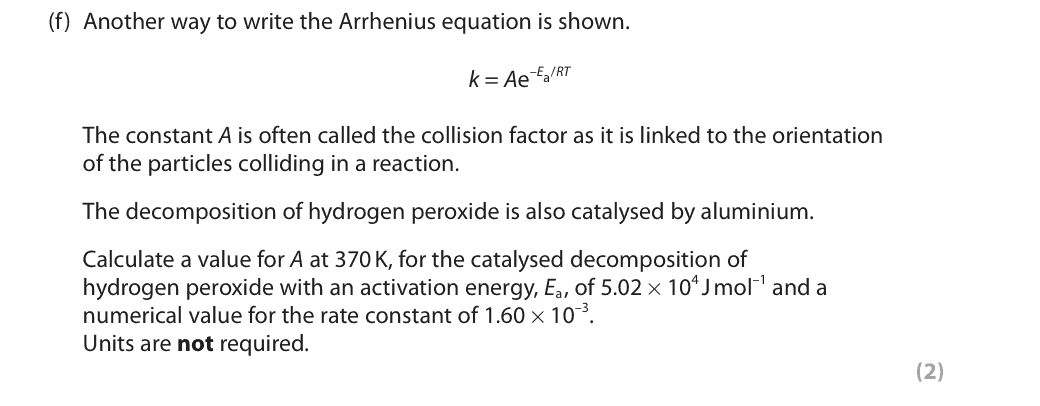 (f) Another way to write the Arrhenius equation is shown.
k = Ae^{–E_a/RT}
The constant A is often called the collision factor as it is linked to the orientation
of the particles colliding in a reaction.
The decomposition of hydrogen peroxide is also catalysed by aluminium.
Calculate a value for A at 370 K, for the catalysed decomposition of
hydrogen peroxide with an activation energy, Eₐ, of 5.02 × 10⁴ J mol⁻¹ and a
numerical value for the rate constant of 1.60 × 10⁻³.
Units are not required.
(2)